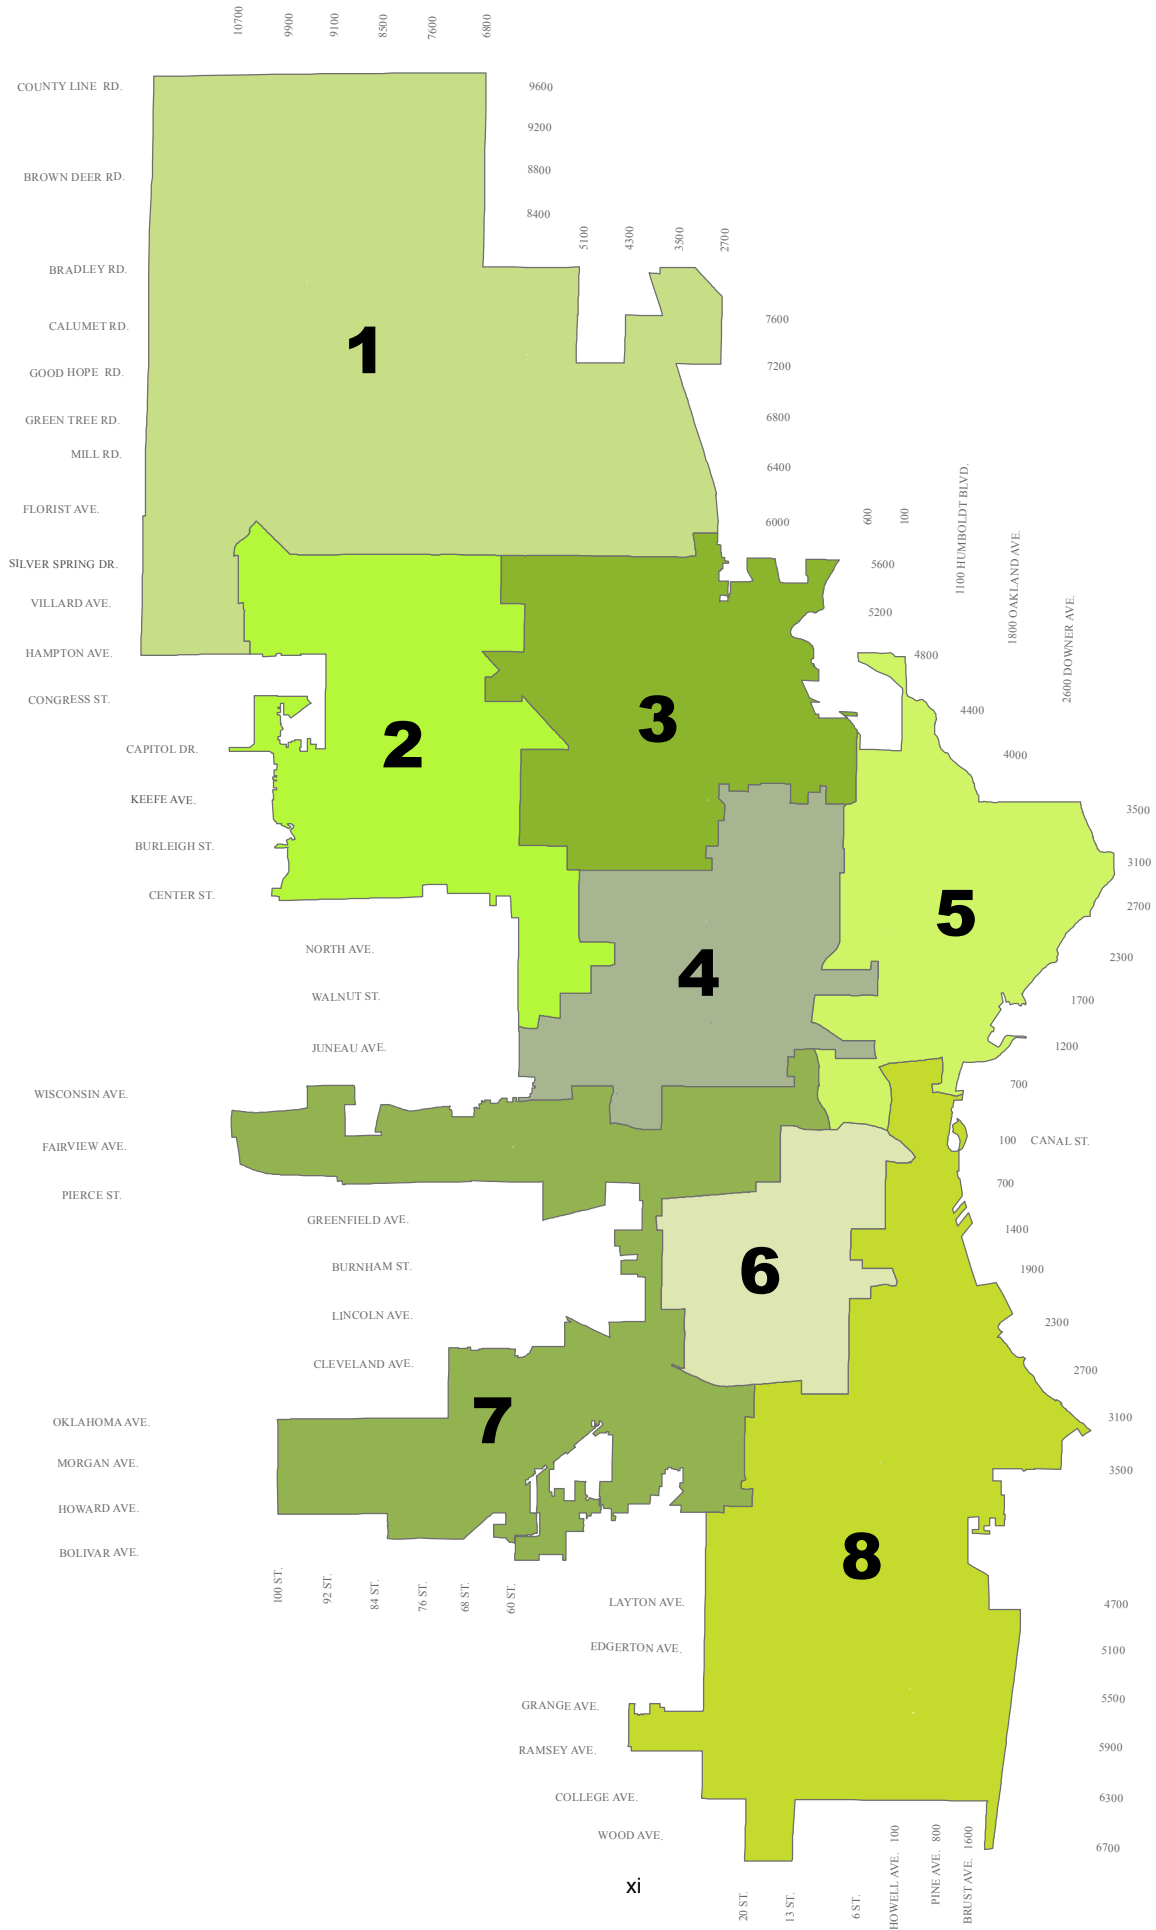 10700
9900
9100
8500
7600
6800
COUNTY LINE RD.
9600
9200
BROWN DEER RD.
8800
8400
5100
4300
3500
2700
BRADLEY RD.
CALUMET RD.
7600
1
GOOD HOPE RD.
7200
GREEN TREE RD.
6800
MILL RD.
6400
FLORIST AVE.
6000
600
100
1100 HUMBOLDT BLVD.
1800 OAKLAND AVE.
2600 DOWNER AVE.
SILVER SPRING DR.
5600
VILLARD AVE.
5200
HAMPTON AVE.
4800
CONGRESS ST.
4400
3
2
CAPITOL DR.
4000
KEEFE AVE.
3500
BURLEIGH ST.
3100
CENTER ST.
2700
5
NORTH AVE.
2300
4
WALNUT ST.
1700
JUNEAU AVE.
1200
WISCONSIN AVE.
700
FAIRVIEW AVE.
100 CANAL ST.
PIERCE ST.
700
GREENFIELD AVE.
1400
BURNHAM ST.
1900
6
LINCOLN AVE.
2300
CLEVELAND AVE.
2700
7
OKLAHOMA AVE.
3100
MORGAN AVE.
3500
HOWARD AVE.
BOLIVAR AVE.
8
100 ST.
92 ST.
84 ST.
76 ST.
68 ST.
60 ST.
LAYTON AVE.
4700
EDGERTON AVE.
5100
GRANGE AVE.
5500
RAMSEY AVE.
5900
COLLEGE AVE.
6300
WOOD AVE.
6700
xi
20 ST.
13 ST.
6 ST.
HOWELL AVE. 100
PINE AVE. 800
BRUST AVE. 1600